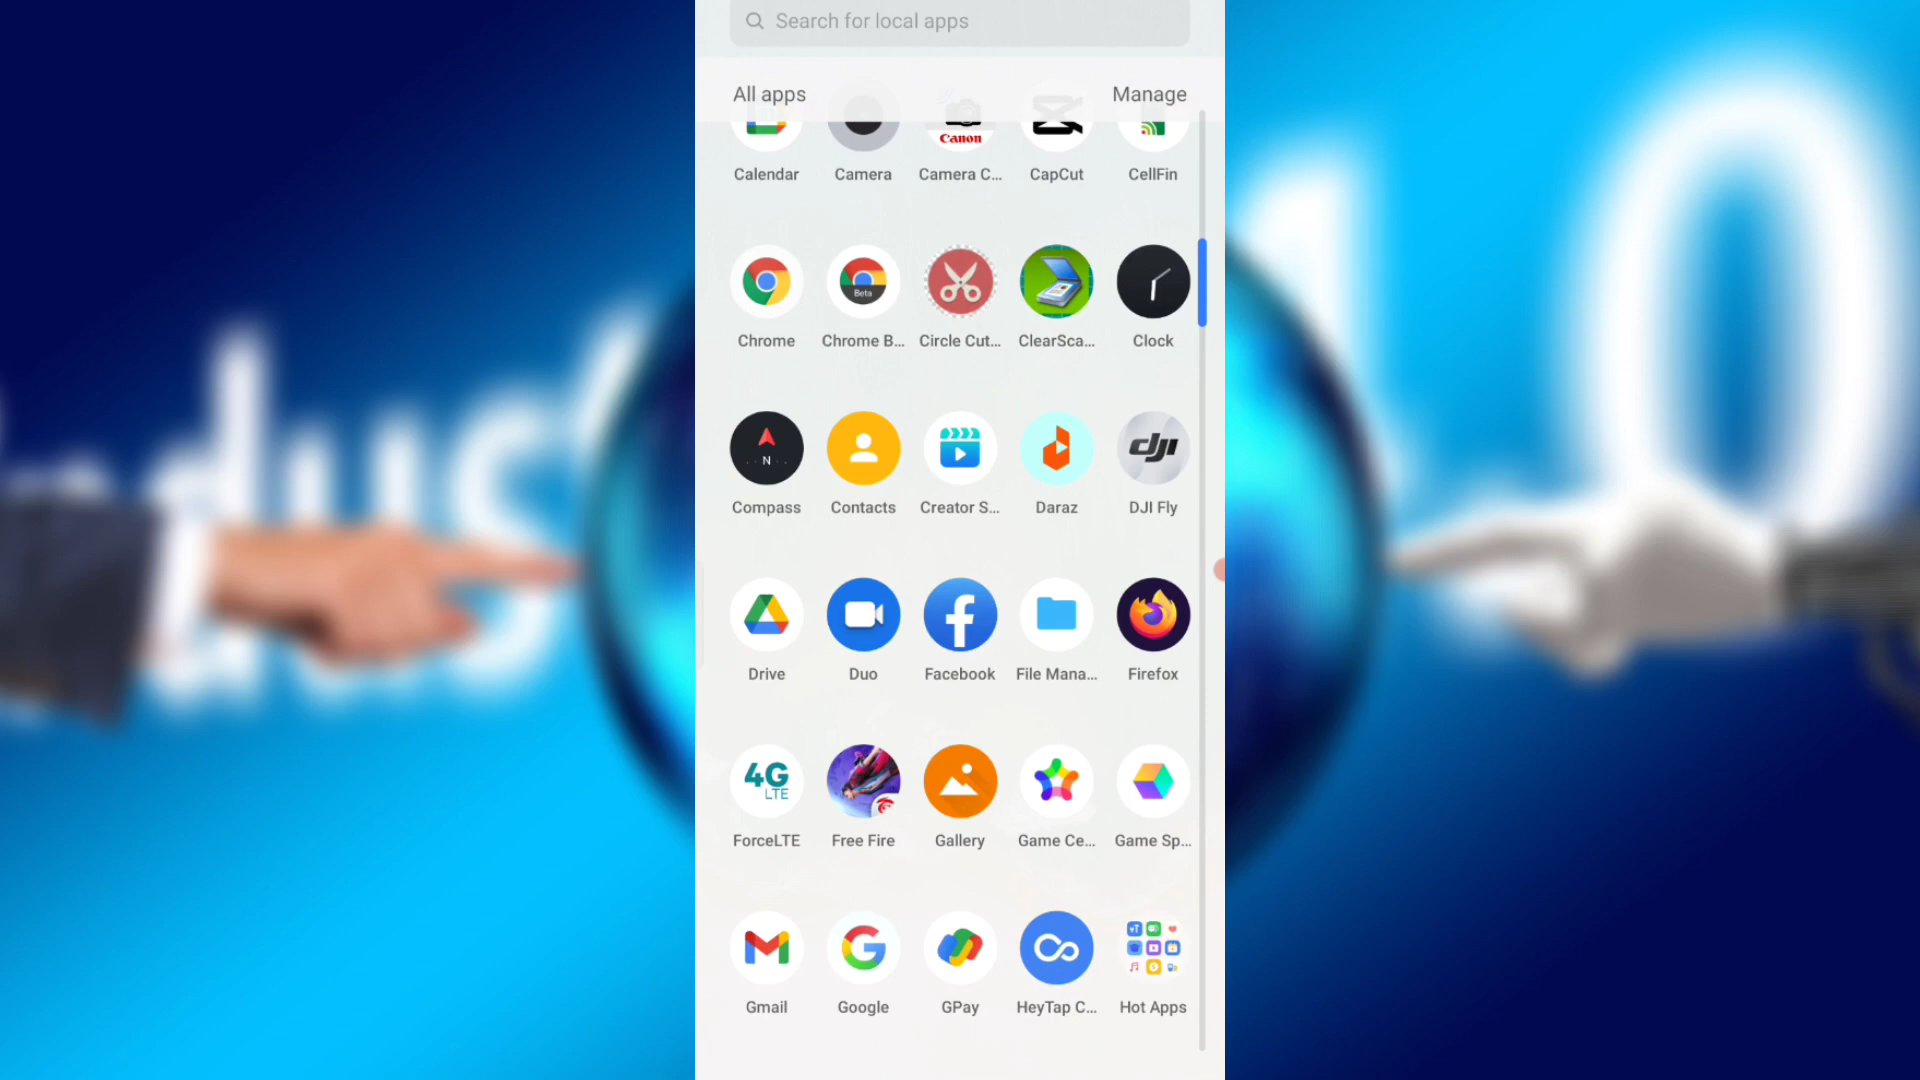 Search for local apps
All apps
Manage
Canon
Calendar
Camera
Camera C...
CapCut
CellFin
Beta
Chrome
Chrome B...
Circle Cut...
ClearSca...
Clock
N
dji
Compass
Contacts
Creator S...
Daraz
DJI Fly
Drive
Duo
Facebook
File Mana...
Firefox
4G
LTE
ForceLTE
Free Fire
Gallery
Game Ce...
Game Sp...
Gmail
Google
GPay
HeyTap C...
Hot Apps